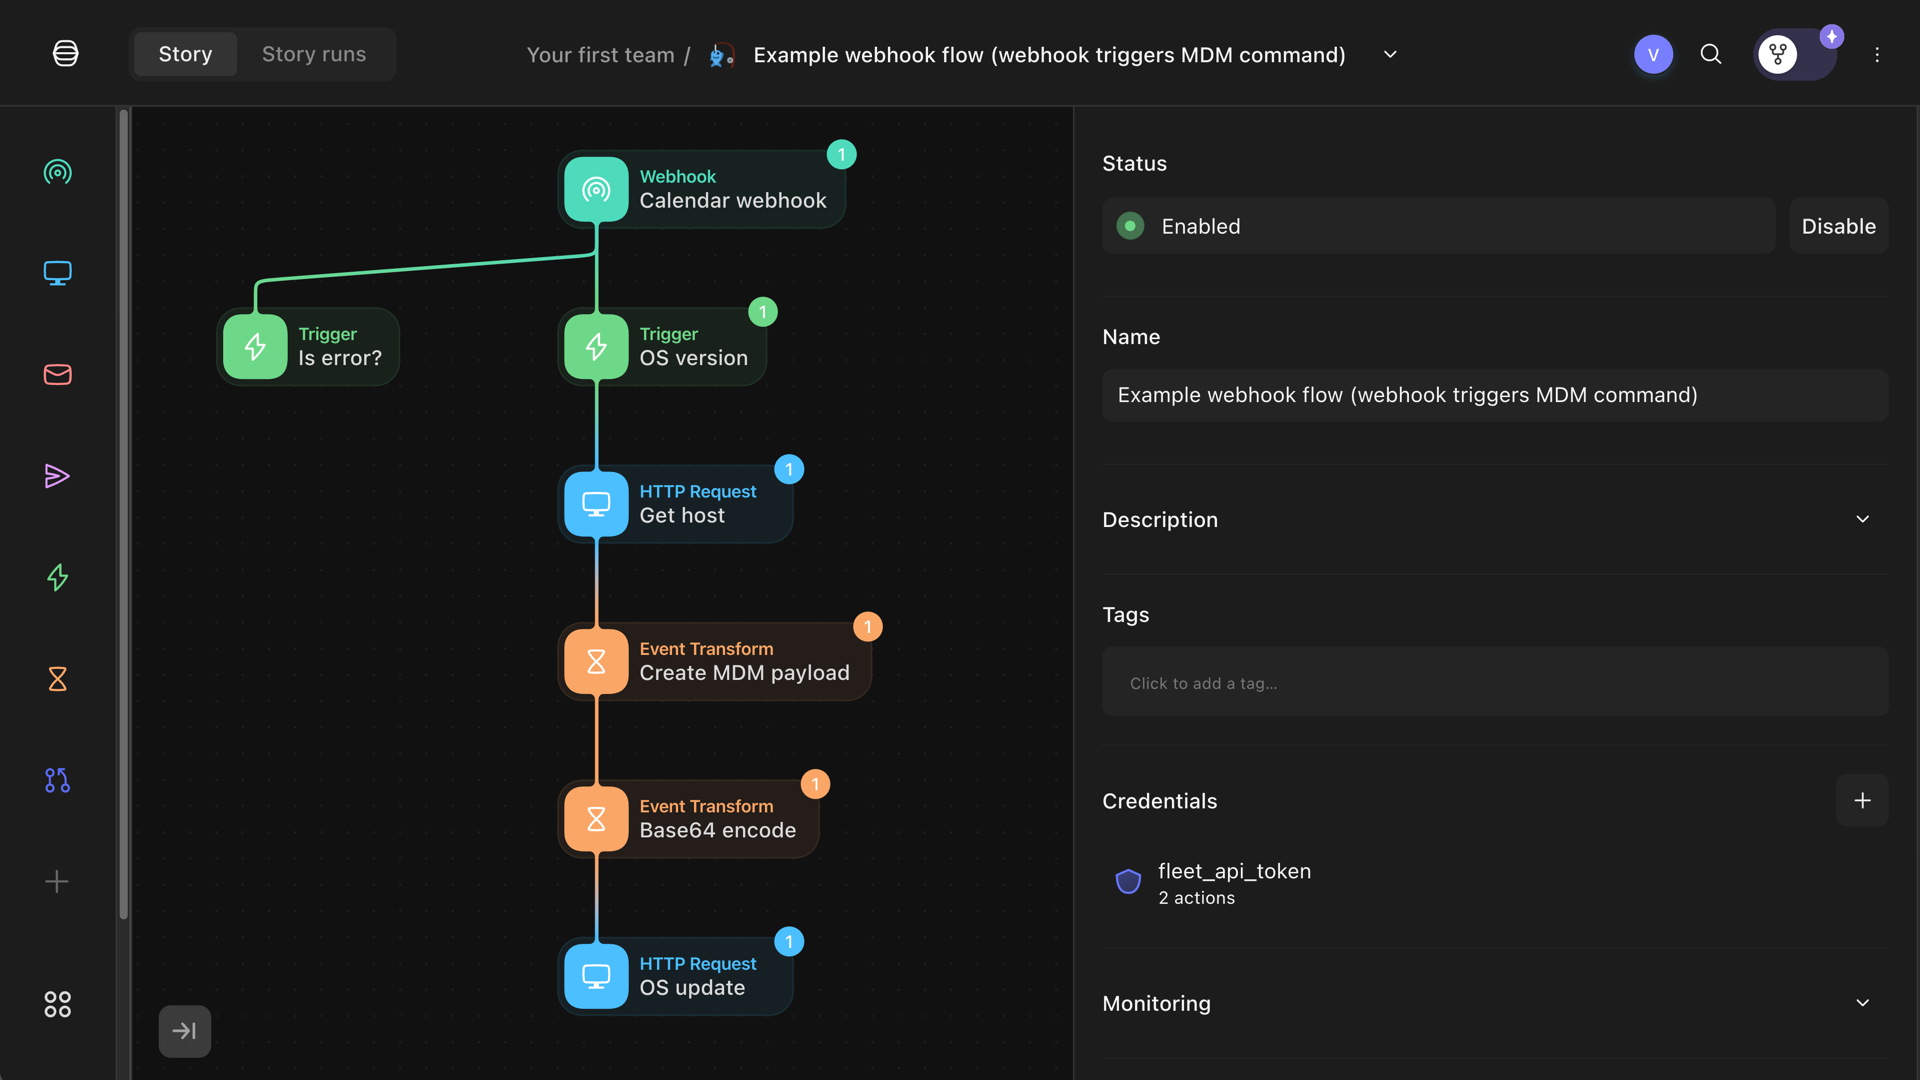 Story
Story runs
Your first team /
Example webhook flow (webhook triggers MDM command)
V
1
Webhook
Calendar webhook
Trigger
Is error?
1
Trigger
OS version
1
HTTP Request
Get host
1
Event Transform
Create MDM payload
1
Event Transform
Base64 encode
1
HTTP Request
OS update
Status
Enabled
Disable
Name
Example webhook flow (webhook triggers MDM command)
Description
Tags
Click to add a tag...
Credentials
fleet_api_token
2 actions
Monitoring